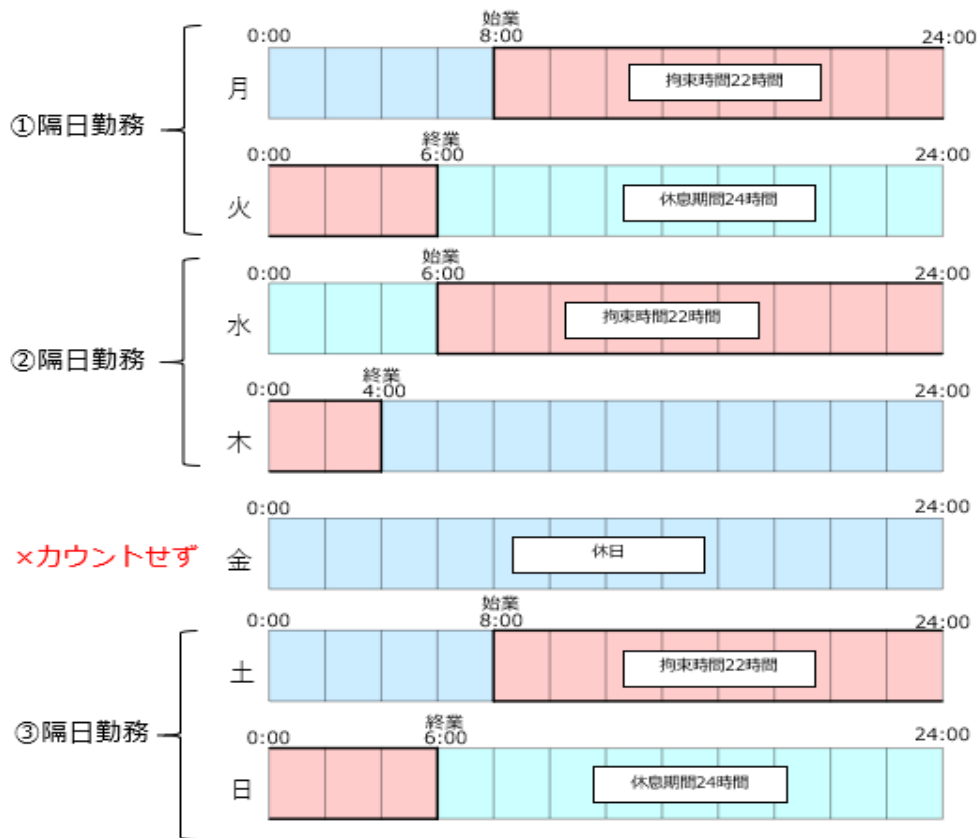 始業
0:00 8:00 24:00
月 拘束時間22時間
①隔日勤務
終業
0:00 6:00 24:00
火 休息期間24時間
始業
0:00 6:00 24:00
水 拘束時間22時間
②隔日勤務
終業
0:00 4:00 24:00
木
0:00 24:00
×カウントせず 金 休日
始業
0:00 8:00 24:00
土 拘束時間22時間
③隔日勤務
終業
0:00 6:00 24:00
日 休息期間24時間